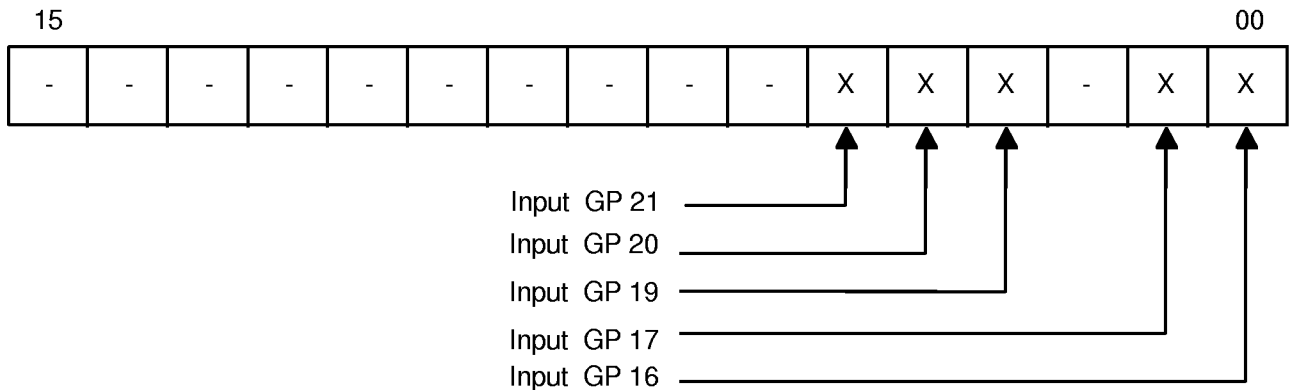 15 00
- - - - - - - - - - X X X - X X
Input GP 21
Input GP 20
Input GP 19
Input GP 17
Input GP 16